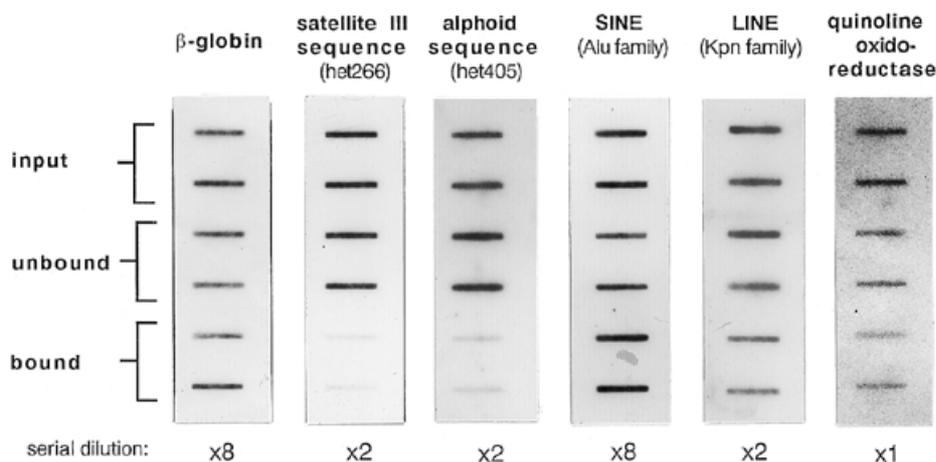 β-globin
satellite III
sequence
(het266)
alphoid
sequence
(het405)
SINE
(Alu family)
LINE
(Kpn family)
quinoline
oxido-
reductase
input
unbound
bound
serial dilution: x8 x2 x2 x8 x2 x1